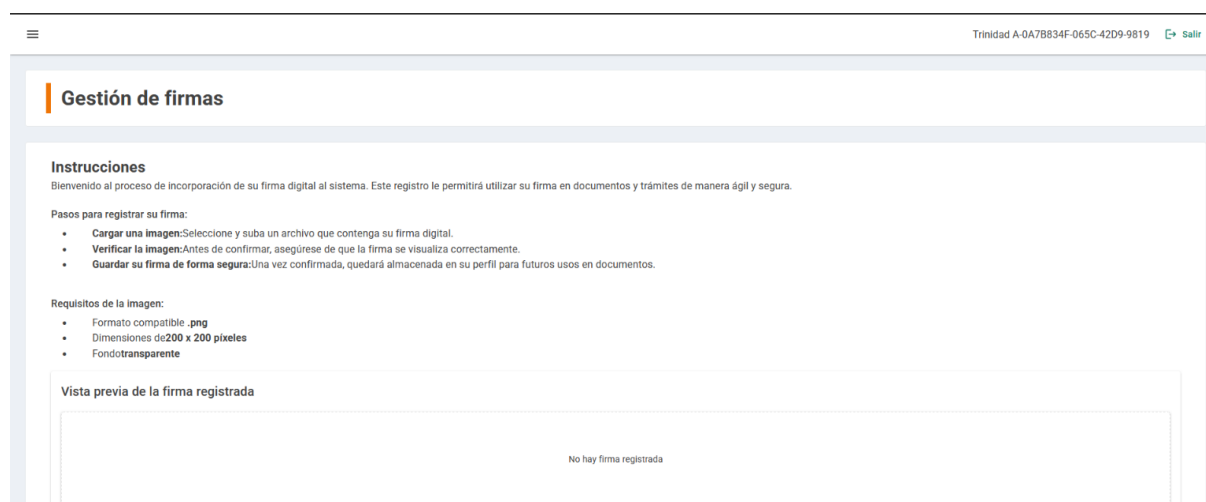 Trinidad A-0A7B834F-065C-42D9-9819 Salir
Gestión de firmas
Instrucciones
Bienvenido al proceso de incorporación de su firma digital al sistema. Este registro le permitirá utilizar su firma en documentos y trámites de manera ágil y segura.
Pasos para registrar su firma:
• Cargar una imagen:Seleccione y suba un archivo que contenga su firma digital.
• Verificar la imagen:Antes de confirmar, asegúrese de que la firma se visualiza correctamente.
• Guardar su firma de forma segura:Una vez confirmada, quedará almacenada en su perfil para futuros usos en documentos.
Requisitos de la imagen:
• Formato compatible .png
• Dimensiones de200 x 200 píxeles
• Fondotransparente
Vista previa de la firma registrada
No hay firma registrada